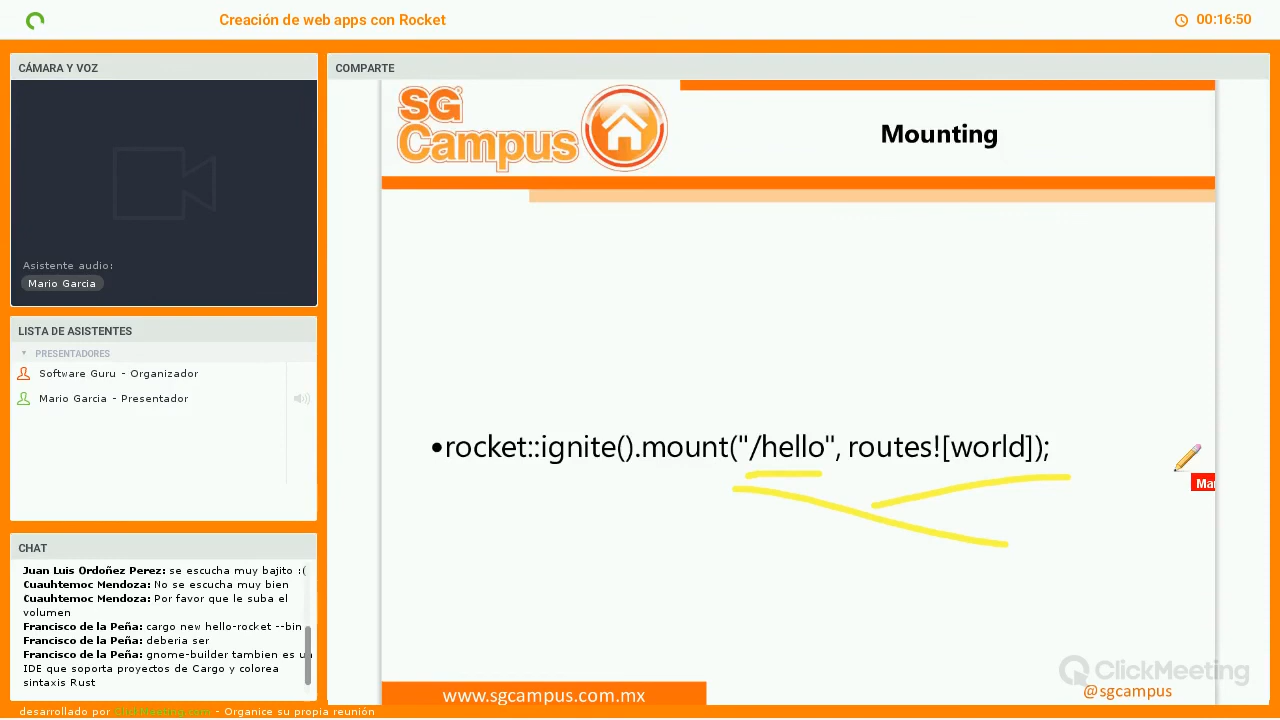 Creación de web apps con Rocket
00:16:50
CÁMARA Y VOZ
Asistente audio:
Mario Garcia
LISTA DE ASISTENTES
PRESENTADORES
Software Guru - Organizador
Mario Garcia - Presentador
CHAT
Juan Luis Ordoñez Perez: se escucha muy bajito :(
Cuauhtemoc Mendoza: No se escucha muy bien
Cuauhtemoc Mendoza: Por favor que le suba el
volumen
Francisco de la Peña: cargo new hello-rocket --bin
Francisco de la Peña: deberia ser
Francisco de la Peña: gnome-builder tambien es un
IDE que soporta proyectos de Cargo y colorea
sintaxis Rust
desarrollado por ClickMeeting.com - Organice su propia reunión
COMPARTE
SG
Campus
Mounting
•rocket::ignite().mount("/hello", routes![world]);
Mar
ClickMeeting
@sgcampus
www.sgcampus.com.mx